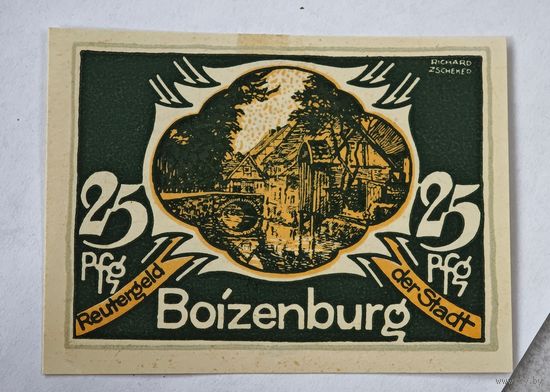 RICHARD
ZSCHEKED
25 25
Pfg Pfg
Reutergeld der Stadt
Boizenburg